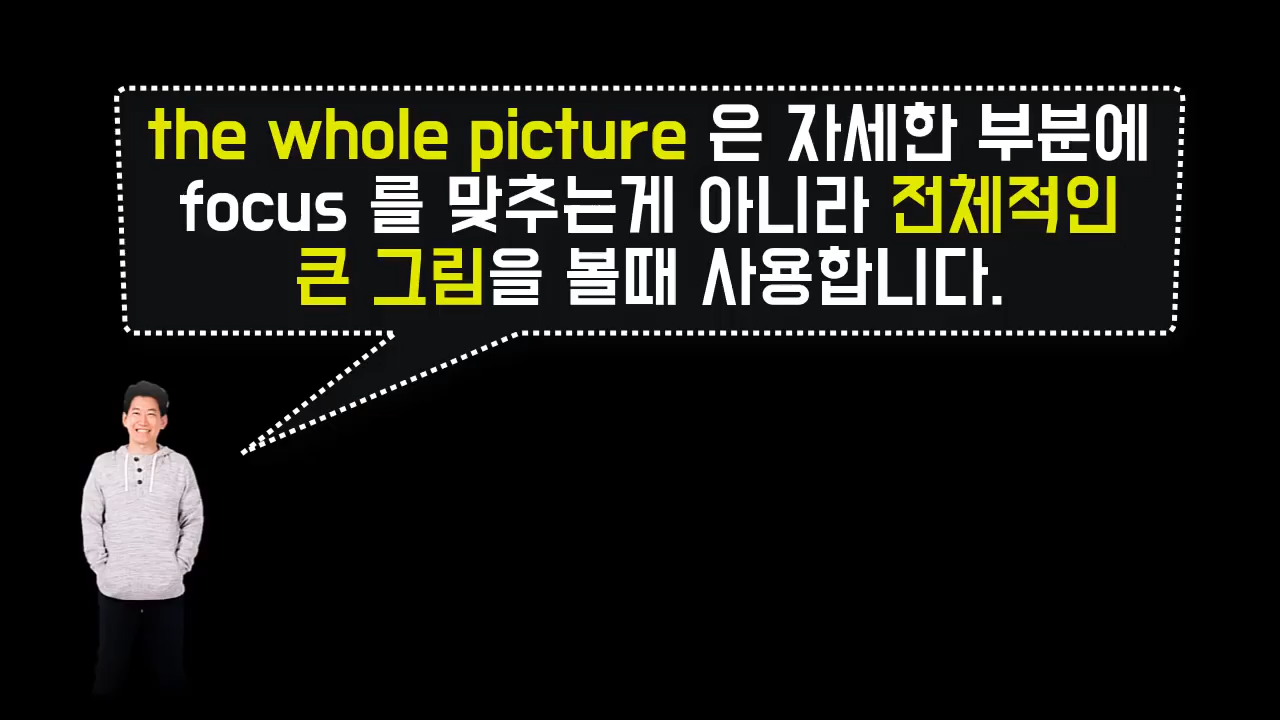 the whole picture 은 자세한 부분에
focus 를 맞추는게 아니라 전체적인
큰 그림을 볼때 사용합니다.